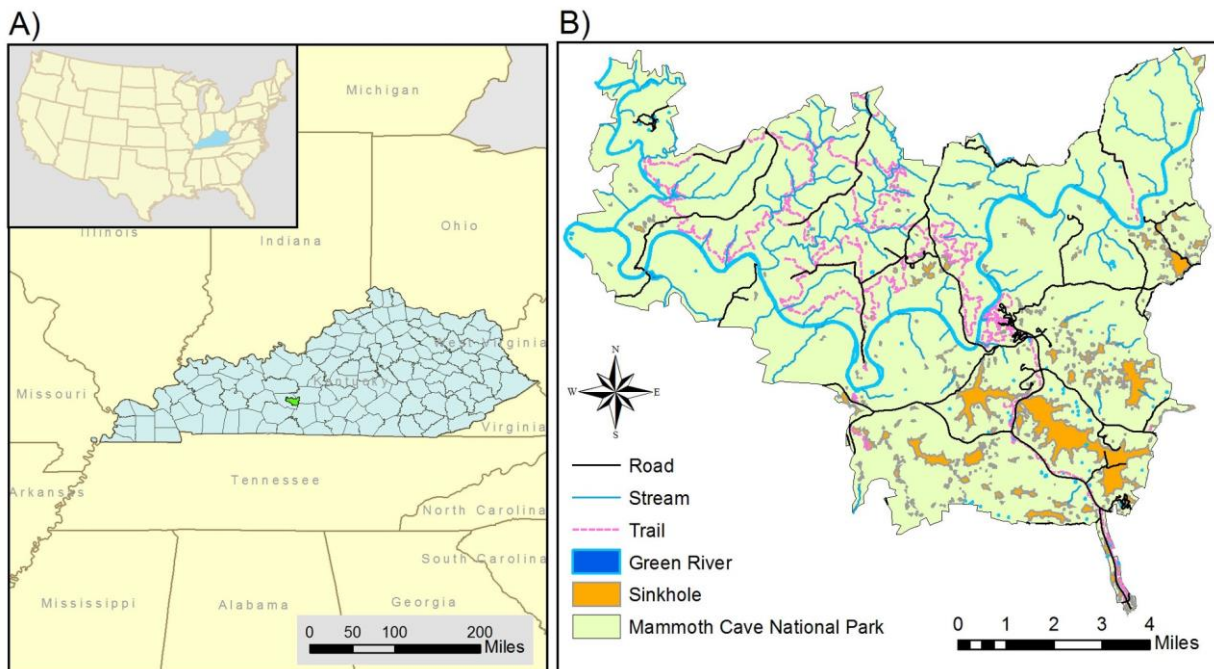 A)
Michigan
Illinois
Indiana
Ohio
West Virginia
Kentucky
Missouri
Virginia
Tennessee
Arkansas
North Carolina
South Carolina
Mississippi
Alabama
Georgia
0 50 100 200
Miles
B)
N
W E
S
Road
Stream
Trail
Green River
Sinkhole
Mammoth Cave National Park
0 1 2 3 4
Miles